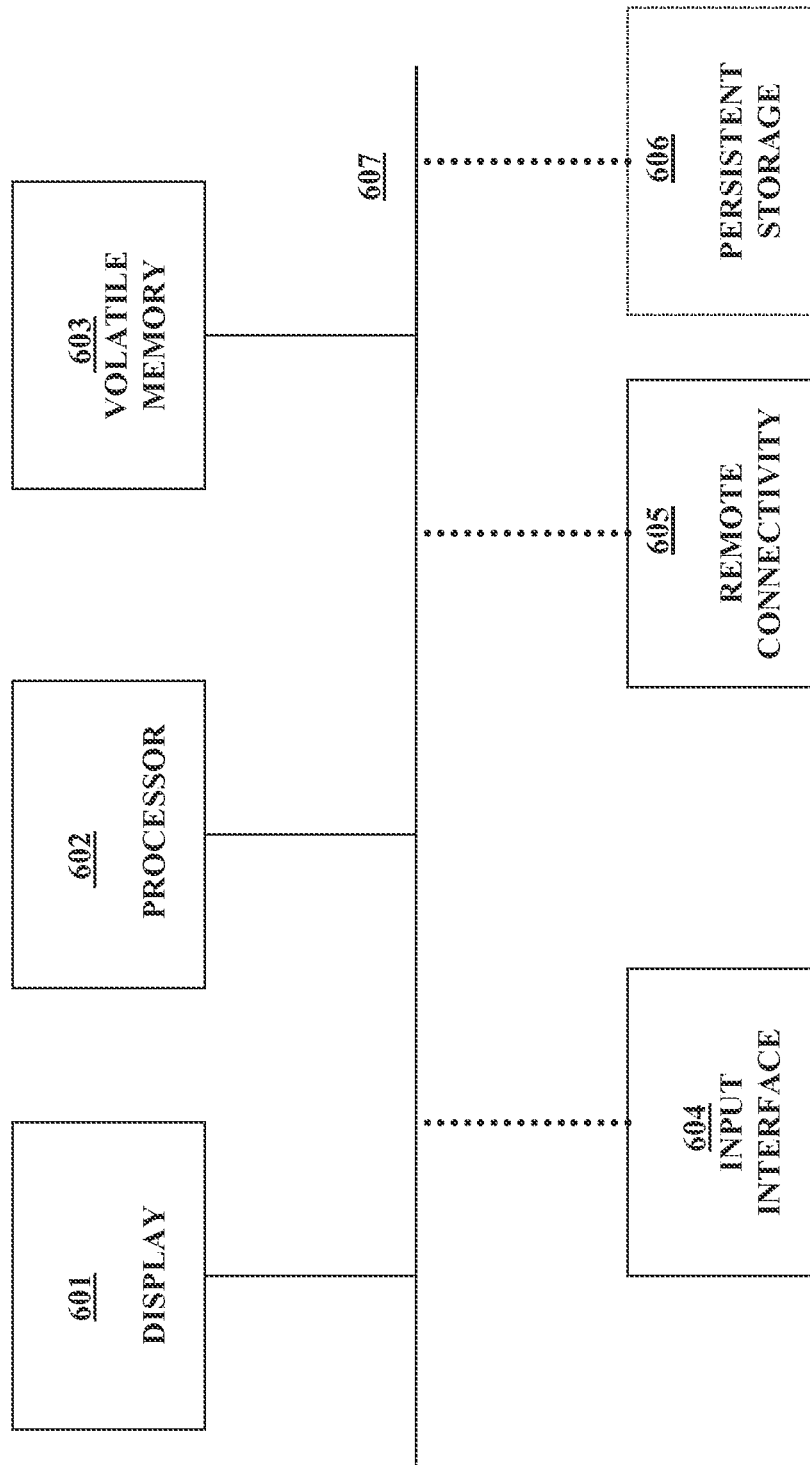 601
DISPLAY
602
PROCESSOR
603
VOLATILE
MEMORY
607
604
INPUT
INTERFACE
605
REMOTE
CONNECTIVITY
606
PERSISTENT
STORAGE